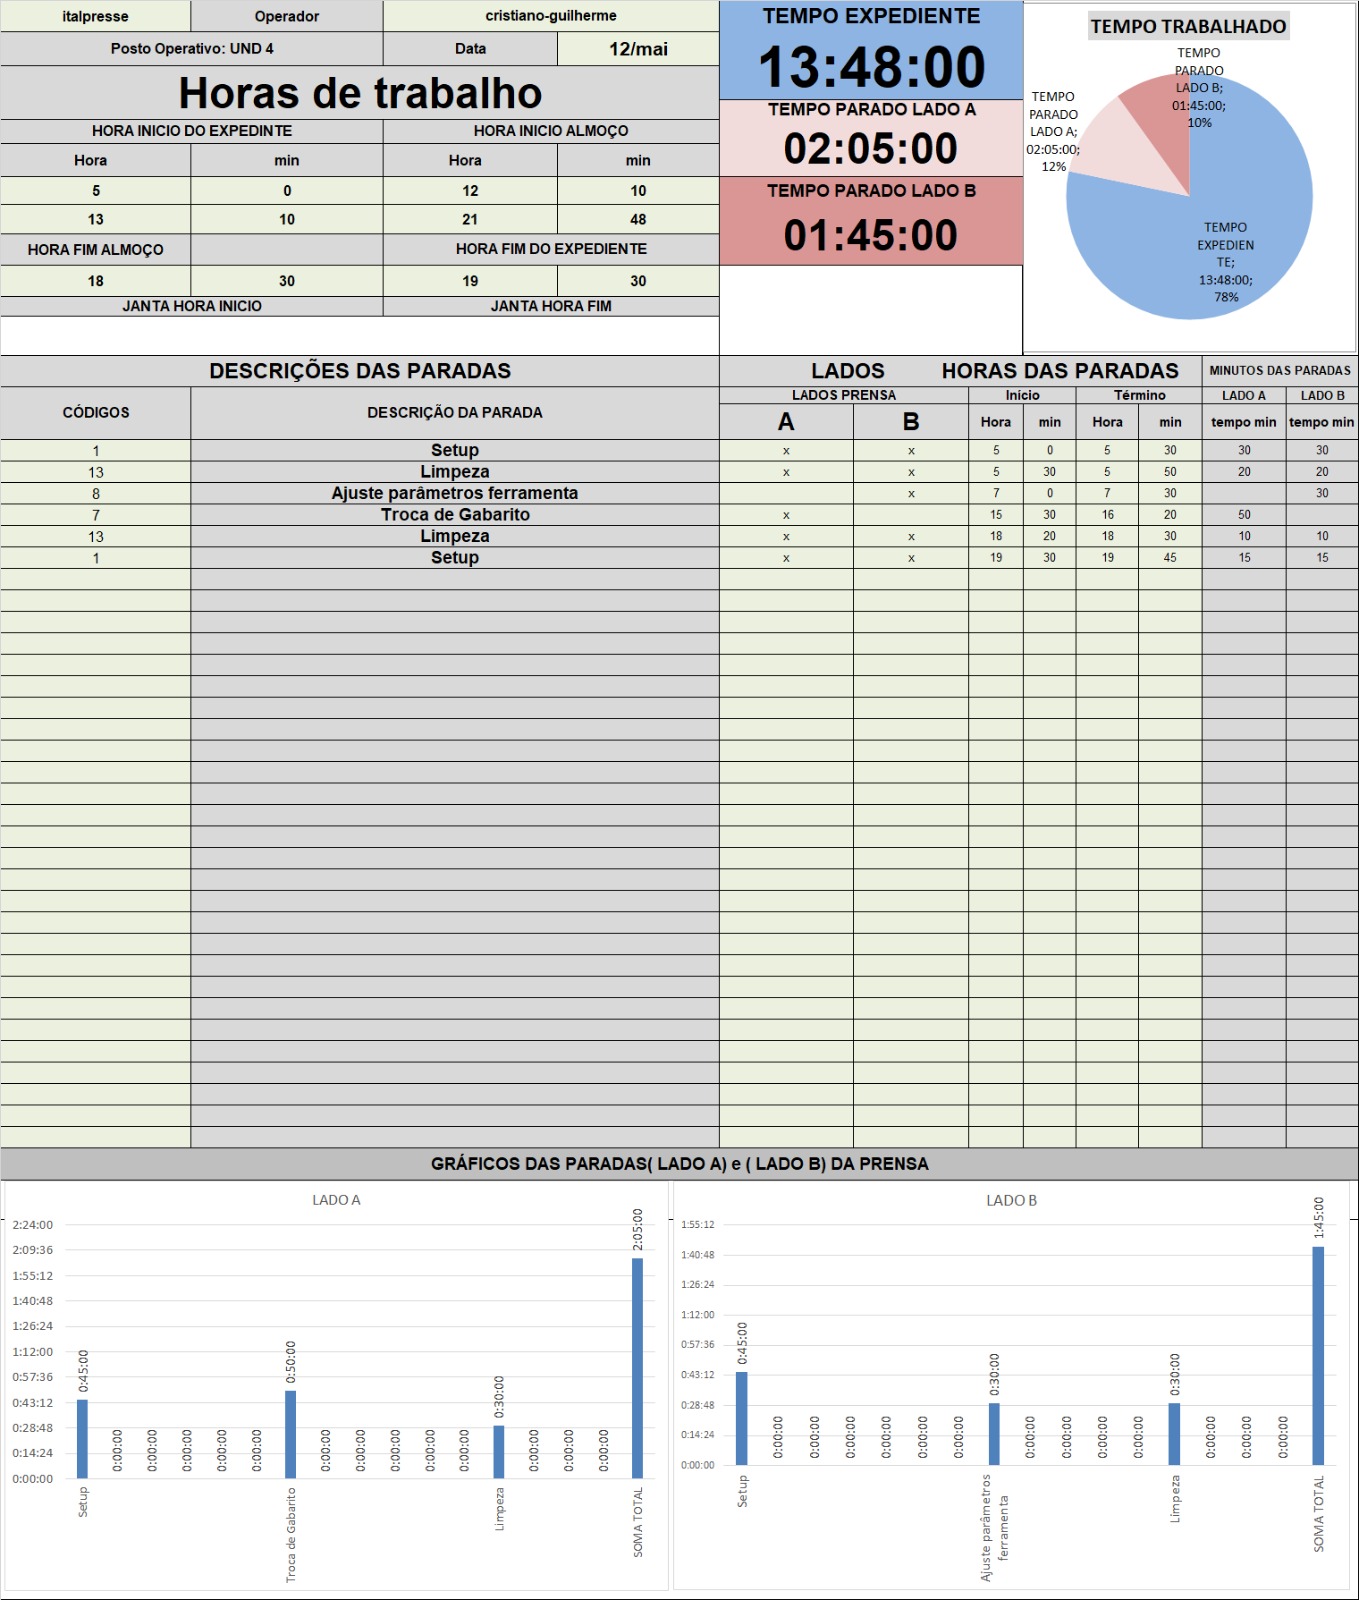 italpresse Operador cristiano-guilherme
Posto Operativo: UND 4 Data 12/mai
Horas de trabalho
HORA INICIO DO EXPEDINTE HORA INICIO ALMOÇO
Hora min Hora min
5 0 12 10
13 10 21 48
HORA FIM ALMOÇO HORA FIM DO EXPEDIENTE
18 30 19 30
JANTA HORA INICIO JANTA HORA FIM
TEMPO EXPEDIENTE
13:48:00
TEMPO PARADO LADO A
02:05:00
TEMPO PARADO LADO B
01:45:00
TEMPO TRABALHADO
TEMPO
PARADO
LADO B;
01:45:00;
10%
TEMPO
PARADO
LADO A;
02:05:00;
12%
TEMPO
EXPEDIEN
TE;
13:48:00;
78%
DESCRIÇÕES DAS PARADAS LADOS HORAS DAS PARADAS MINUTOS DAS PARADAS
CÓDIGOS DESCRIÇÃO DA PARADA LADOS PRENSA Início Término LADO A LADO B
A B Hora min Hora min tempo min tempo min
1 Setup x x 5 0 5 30 30 30
13 Limpeza x x 5 30 5 50 20 20
8 Ajuste parâmetros ferramenta x 7 0 7 30 30
7 Troca de Gabarito x 15 30 16 20 50
13 Limpeza x x 18 20 18 30 10 10
1 Setup x x 19 30 19 45 15 15
GRÁFICOS DAS PARADAS( LADO A) e ( LADO B) DA PRENSA
LADO A
2:24:00
2:09:36
1:55:12
1:40:48
1:26:24
1:12:00
0:57:36
0:43:12
0:28:48
0:14:24
0:00:00
0:45:00
0:00:00
0:00:00
0:00:00
0:00:00
0:00:00
0:50:00
0:00:00
0:00:00
0:00:00
0:00:00
0:00:00
0:30:00
0:00:00
0:00:00
0:00:00
2:05:00
Setup
Troca de Gabarito
Limpeza
SOMA TOTAL
LADO B
1:55:12
1:40:48
1:26:24
1:12:00
0:57:36
0:43:12
0:28:48
0:14:24
0:00:00
0:45:00
0:00:00
0:00:00
0:00:00
0:00:00
0:00:00
0:00:00
0:30:00
0:00:00
0:00:00
0:00:00
0:00:00
0:30:00
0:00:00
0:00:00
0:00:00
1:45:00
Setup
Ajuste parâmetros
ferramenta
Limpeza
SOMA TOTAL